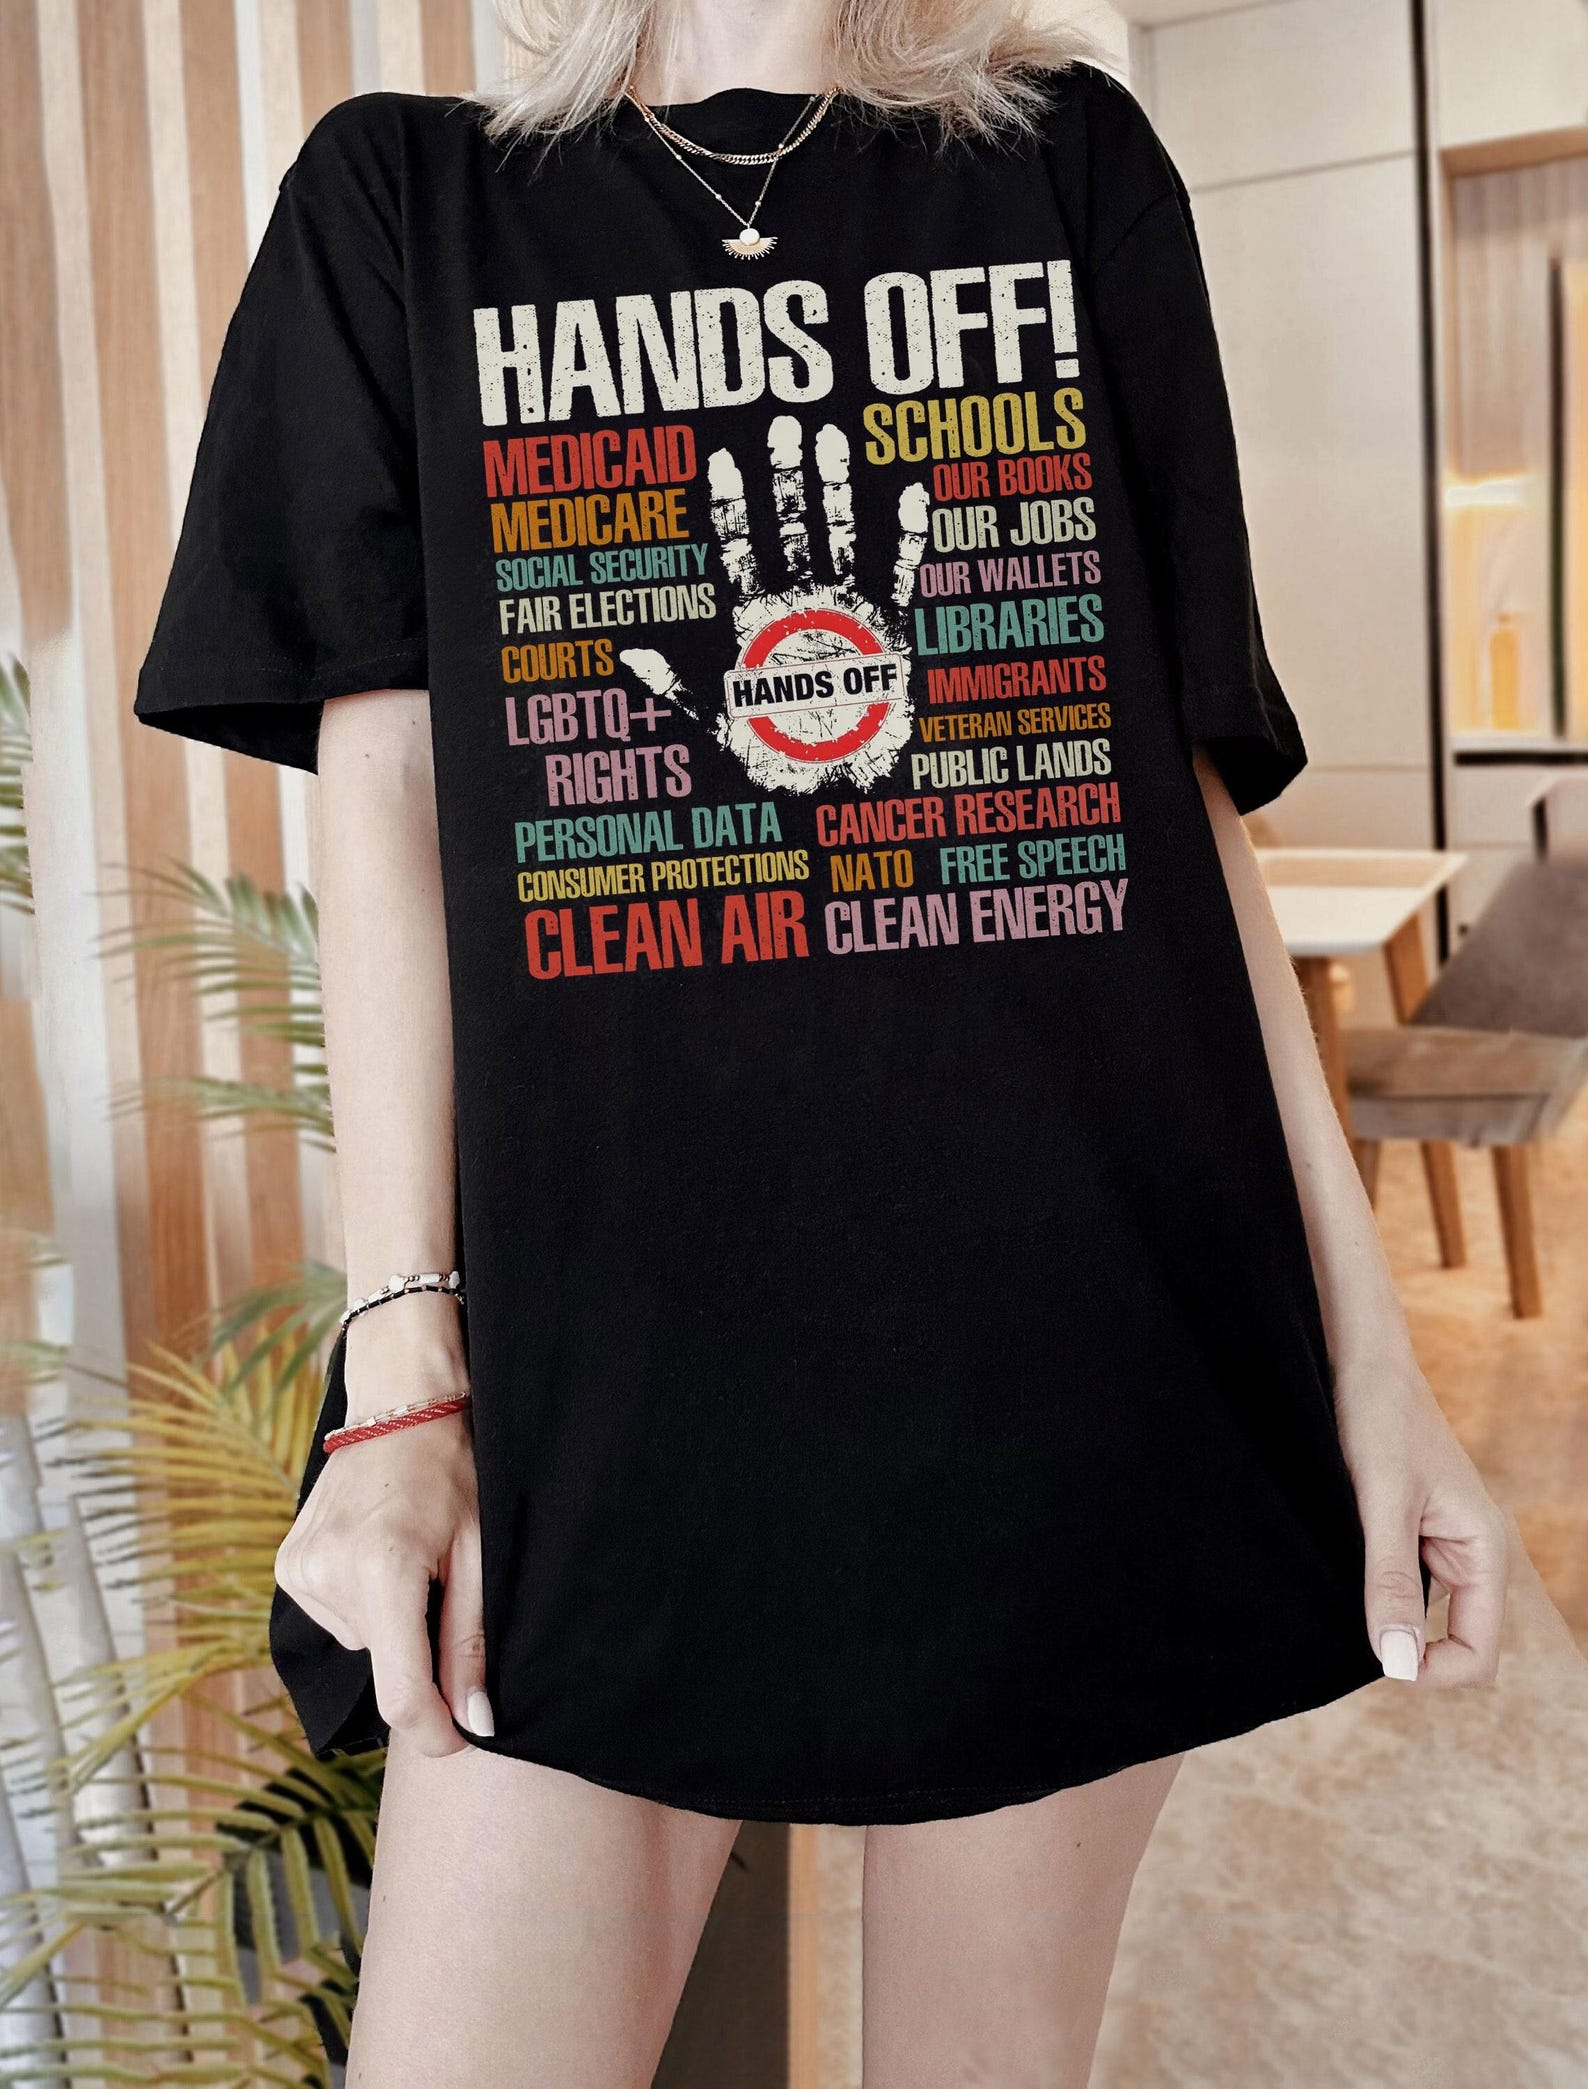 HANDS OFF!
MEDICAID
MEDICARE
SOCIAL SECURITY
FAIR ELECTIONS
COURTS
LGBTQ+
RIGHTS
PERSONAL DATA
CONSUMER PROTECTIONS
CLEAN AIR
HANDS OFF
SCHOOLS
OUR BOOKS
OUR JOBS
OUR WALLETS
LIBRARIES
IMMIGRANTS
VETERAN SERVICES
PUBLIC LANDS
CANCER RESEARCH
NATO FREE SPEECH
CLEAN ENERGY